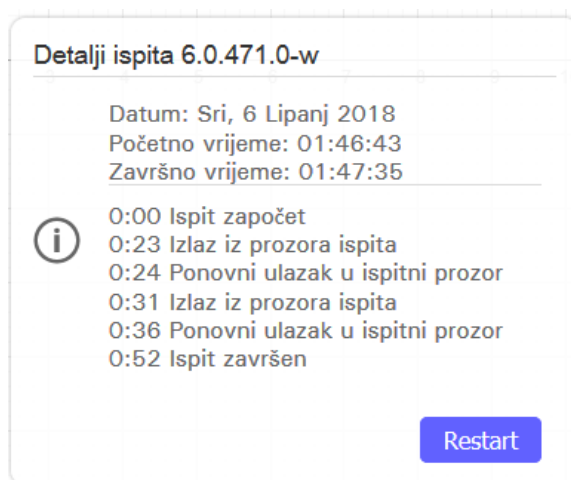 Detalji ispita 6.0.471.0-w
Datum: Sri, 6 Lipanj 2018
Početno vrijeme: 01:46:43
Završno vrijeme: 01:47:35
0:00 Ispit započet
0:23 Izlaz iz prozora ispita
0:24 Ponovni ulazak u ispitni prozor
0:31 Izlaz iz prozora ispita
0:36 Ponovni ulazak u ispitni prozor
0:52 Ispit završen
Restart